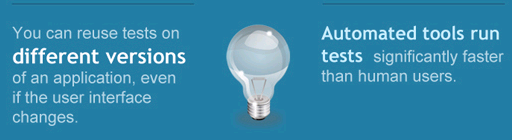 You can reuse tests on
different versions
of an application, even
if the user interface
changes.
Automated tools run
tests significantly faster
than human users.